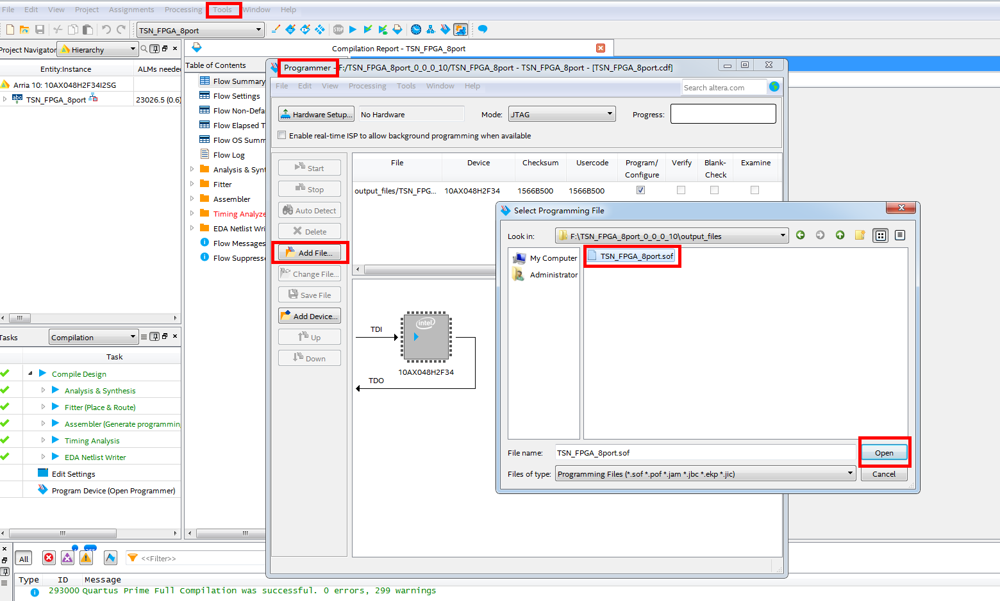 File Edit View Project Assignments Processing Tools Window Help
TSN_FPGA_8port
Project Navigator Hierarchy
Entity:Instance ALMs neede
Arria 10: 10AX048H2F34I2SG
abc TSN_FPGA_8port 23026.5 (0.6)
Compilation Report - TSN_FPGA_8port
Table of Contents
Flow Summary
Flow Settings
Flow Non-Defa
Flow Elapsed T
Flow OS Summ
Flow Log
Analysis & Synt
Fitter
Assembler
Timing Analyze
EDA Netlist Wri
Flow Messages
Flow Suppresse
Programmer - F:/TSN_FPGA_8port_0_0_0_10/TSN_FPGA_8port - TSN_FPGA_8port - [TSN_FPGA_8port.cdf]
File Edit View Processing Tools Window Help
Search altera.com
Hardware Setup... No Hardware Mode: JTAG Progress:
Enable real-time ISP to allow background programming when available
Start
Stop
Auto Detect
Delete
Add File...
Change File...
Save File
Add Device...
Up
Down
File Device Checksum Usercode Program/ Verify Blank- Examine
Configure Check
output_files/TSN_FPG... 10AX048H2F34 1566B500 1566B500
intel
TDI
10AX048H2F34
TDO
Select Programming File
Look in: F:\TSN_FPGA_8port_0_0_0_10\output_files
My Computer
Administrator
TSN_FPGA_8port.sof
File name: TSN_FPGA_8port.sof Open
Files of type: Programming Files (*.sof *.pof *.jam *.jbc *.ekp *.jic) Cancel
Tasks Compilation
Task
Compile Design
Analysis & Synthesis
Fitter (Place & Route)
Assembler (Generate programmin
Timing Analysis
EDA Netlist Writer
Edit Settings
Program Device (Open Programmer)
All <<Filter>>
Type ID Message
293000 Quartus Prime Full Compilation was successful. 0 errors, 299 warnings